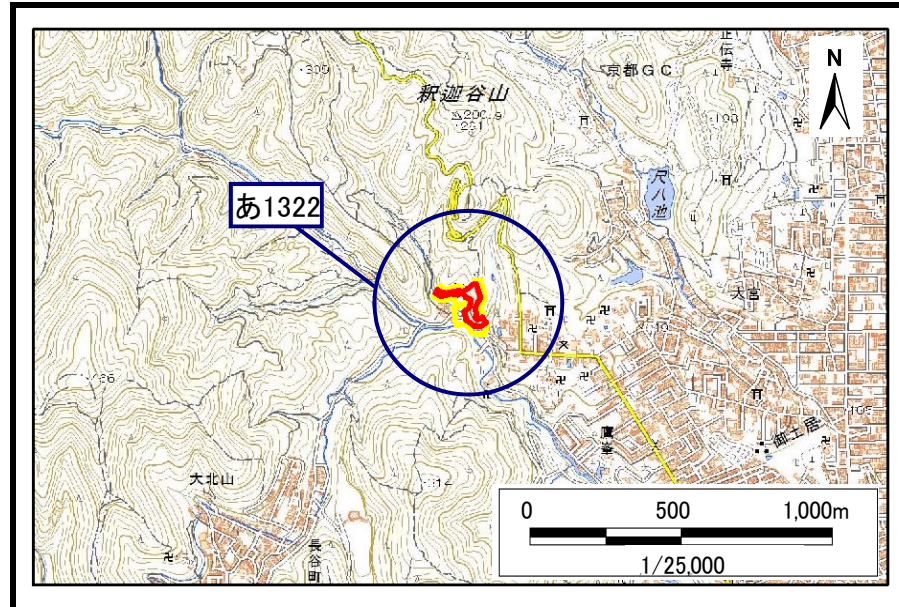 正伝寺
N
京都GC
釈迦谷山
尺八池
あ1322
大宮
鷹峯
御土居
大北山
長谷町
0 500 1,000m
1/25,000